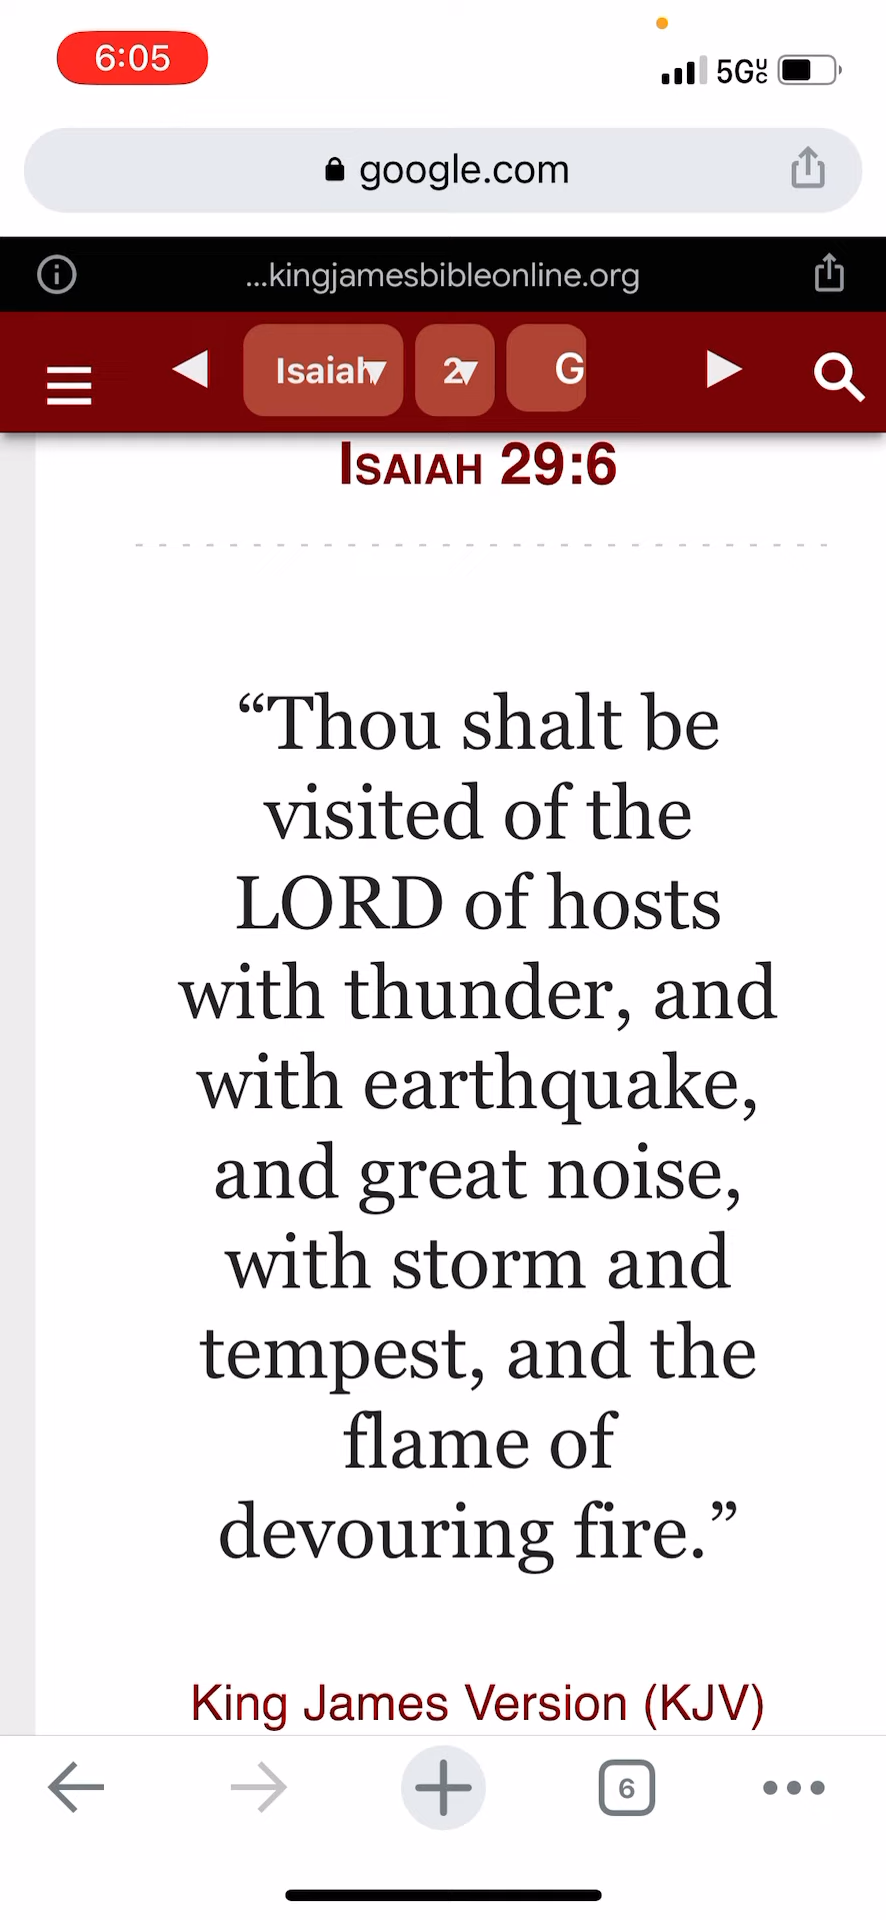 6:05
5G
google.com
...kingjamesbibleonline.org
Isaiah
2
G
ISAIAH 29:6
“Thou shalt be
visited of the
LORD of hosts
with thunder, and
with earthquake,
and great noise,
with storm and
tempest, and the
flame of
devouring fire.”
King James Version (KJV)
6